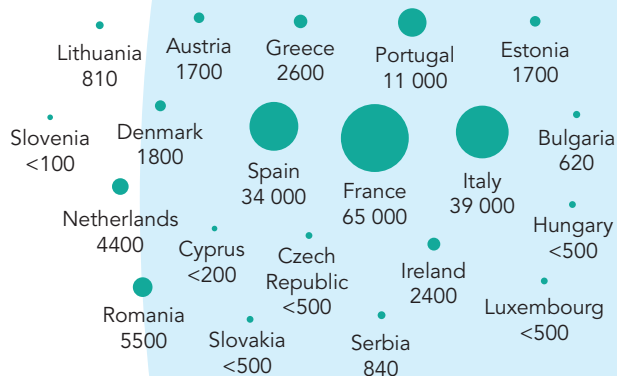 Lithuania
810
Austria
1700
Greece
2600
Portugal
11 000
Estonia
1700
Slovenia
<100
Denmark
1800
Spain
34 000
France
65 000
Italy
39 000
Bulgaria
620
Netherlands
4400
Cyprus
<200
Czech
Republic
<500
Ireland
2400
Hungary
<500
Romania
5500
Slovakia
<500
Serbia
840
Luxembourg
<500